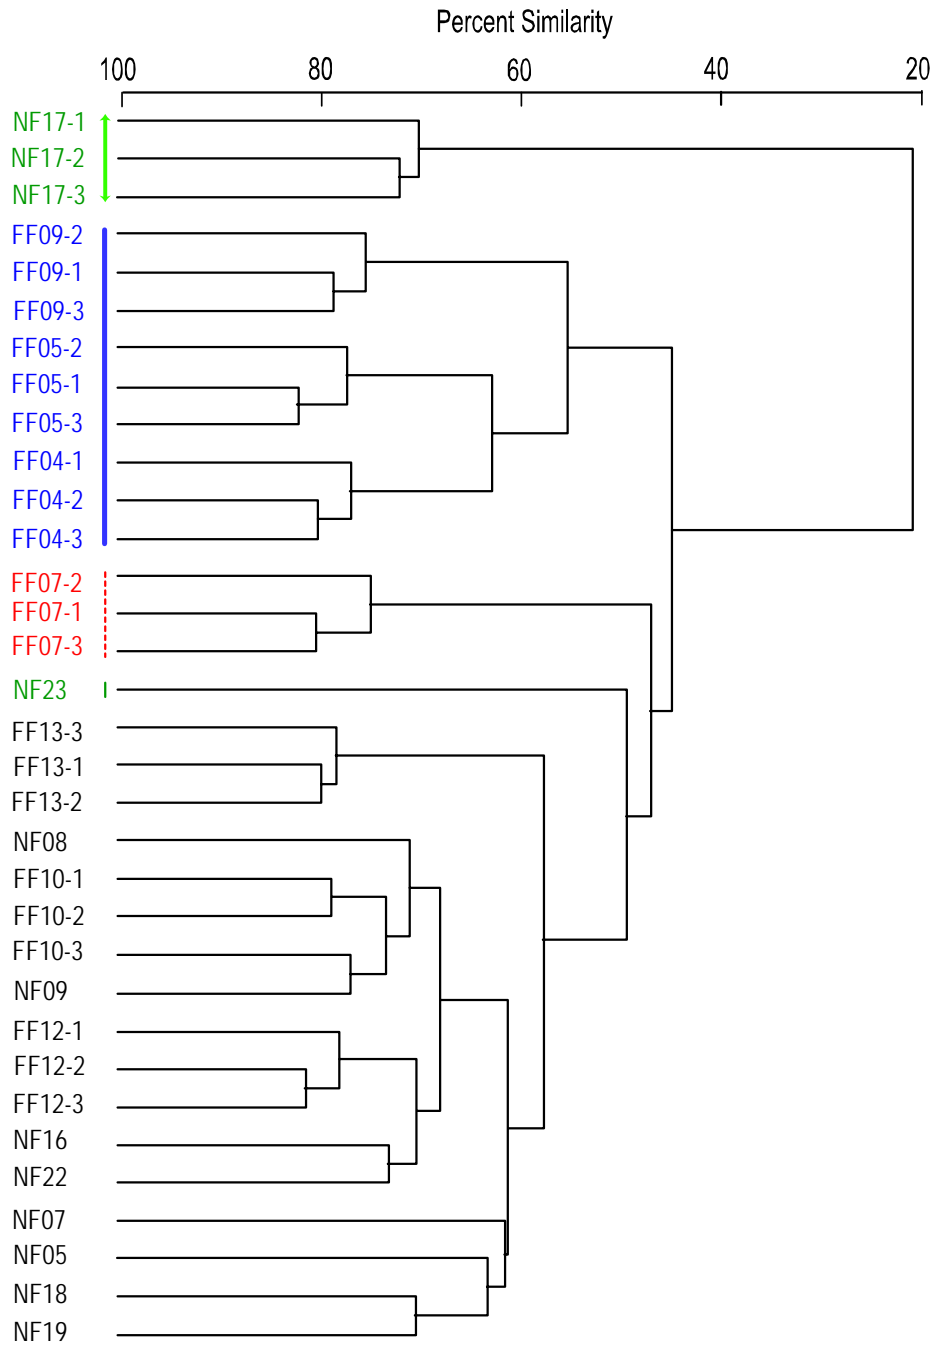 Percent Similarity
100 80 60 40 20
NF17-1
NF17-2
NF17-3
FF09-2
FF09-1
FF09-3
FF05-2
FF05-1
FF05-3
FF04-1
FF04-2
FF04-3
FF07-2
FF07-1
FF07-3
NF23
FF13-3
FF13-1
FF13-2
NF08
FF10-1
FF10-2
FF10-3
NF09
FF12-1
FF12-2
FF12-3
NF16
NF22
NF07
NF05
NF18
NF19